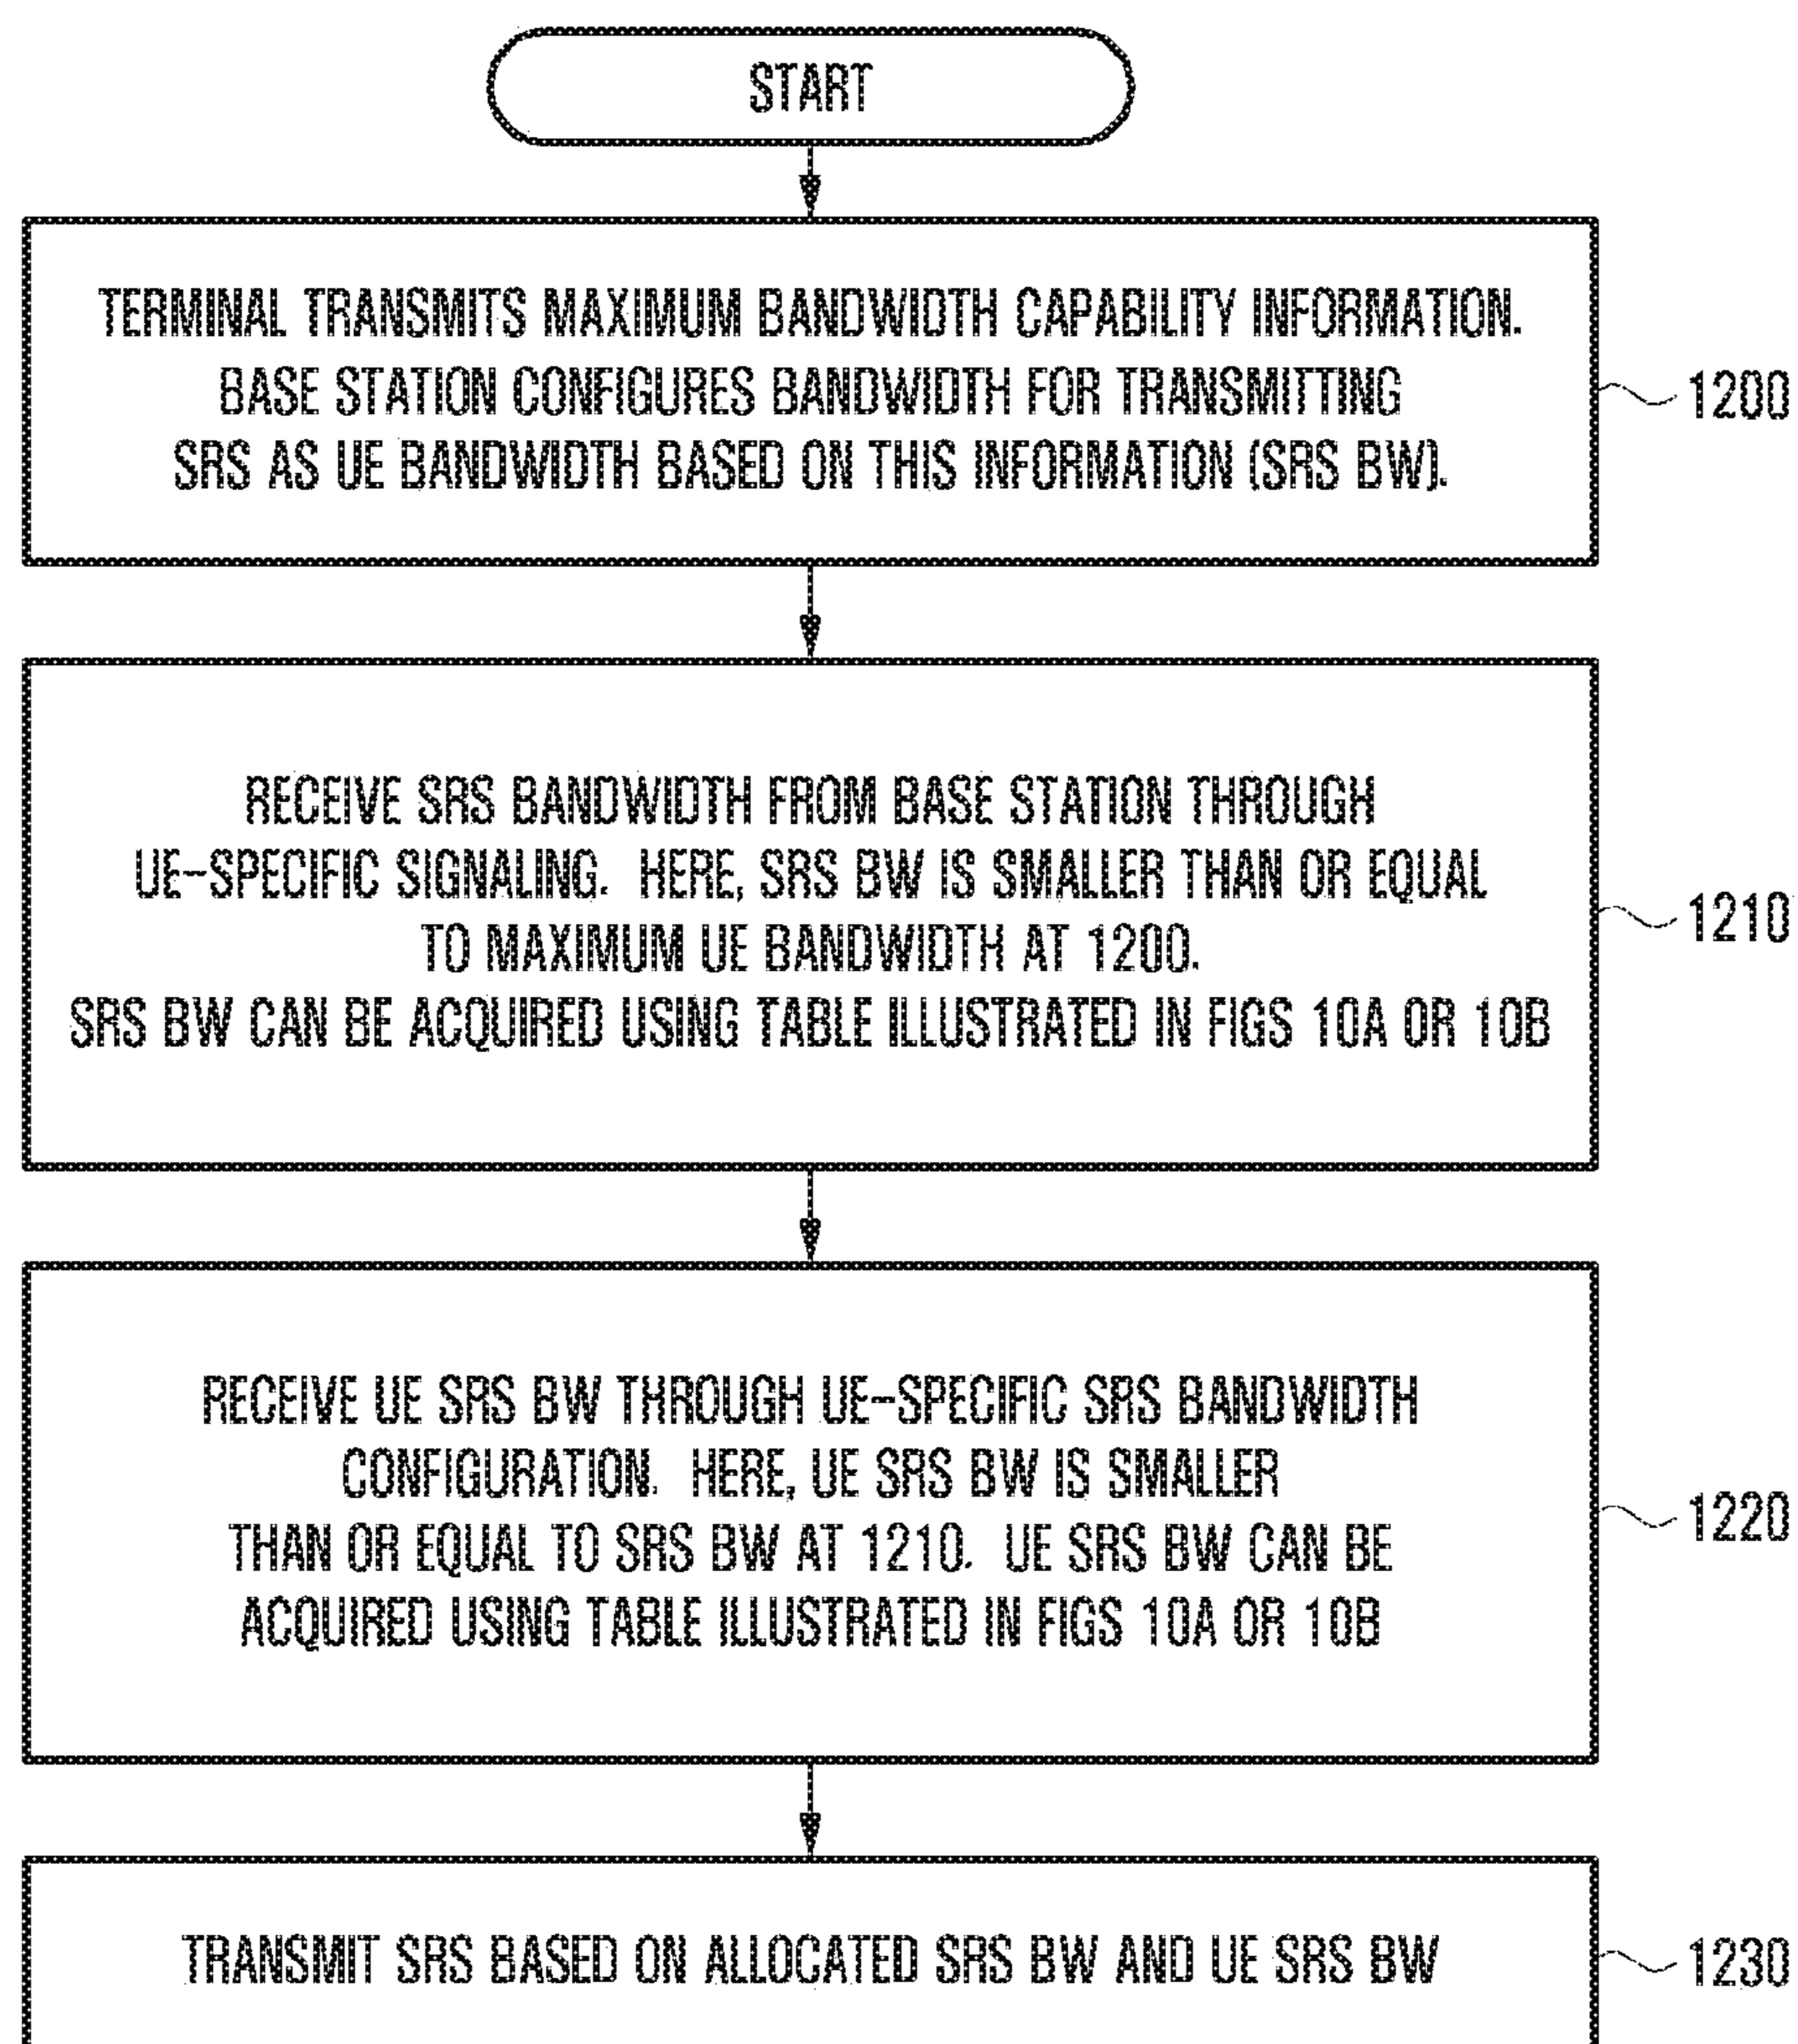 START
TERMINAL TRANSMITS MAXIMUM BANDWIDTH CAPABILITY INFORMATION.
BASE STATION CONFIGURES BANDWIDTH FOR TRANSMITTING
SRS AS UE BANDWIDTH BASED ON THIS INFORMATION (SRS BW).
1200
RECEIVE SRS BANDWIDTH FROM BASE STATION THROUGH
UE-SPECIFIC SIGNALING. HERE, SRS BW IS SMALLER THAN OR EQUAL
TO MAXIMUM UE BANDWIDTH AT 1200.
SRS BW CAN BE ACQUIRED USING TABLE ILLUSTRATED IN FIGS 10A OR 10B
1210
RECEIVE UE SRS BW THROUGH UE-SPECIFIC SRS BANDWIDTH
CONFIGURATION. HERE, UE SRS BW IS SMALLER
THAN OR EQUAL TO SRS BW AT 1210. UE SRS BW CAN BE
ACQUIRED USING TABLE ILLUSTRATED IN FIGS 10A OR 10B
1220
TRANSMIT SRS BASED ON ALLOCATED SRS BW AND UE SRS BW
1230